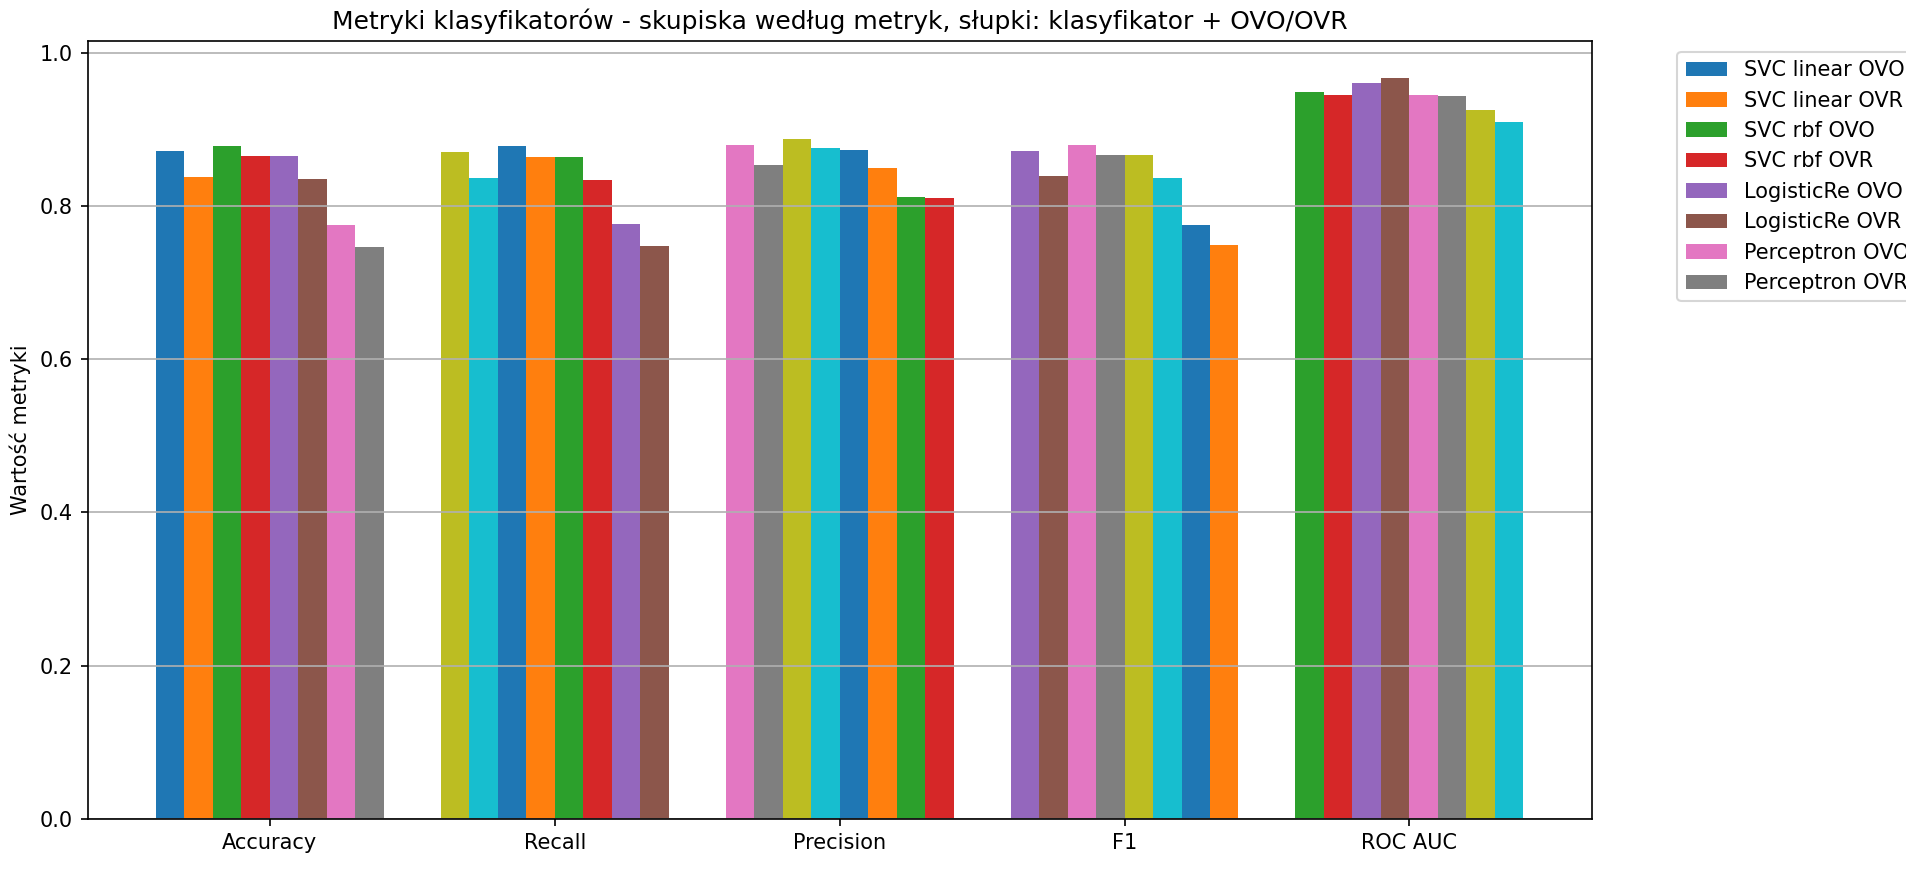 Metryki klasyfikatorów - skupiska według metryk, słupki: klasyfikator + OVO/OVR
Wartość metryki
1.0
0.8
0.6
0.4
0.2
0.0
Accuracy
Recall
Precision
F1
ROC AUC
SVC linear OVO
SVC linear OVR
SVC rbf OVO
SVC rbf OVR
LogisticRe OVO
LogisticRe OVR
Perceptron OVO
Perceptron OVR